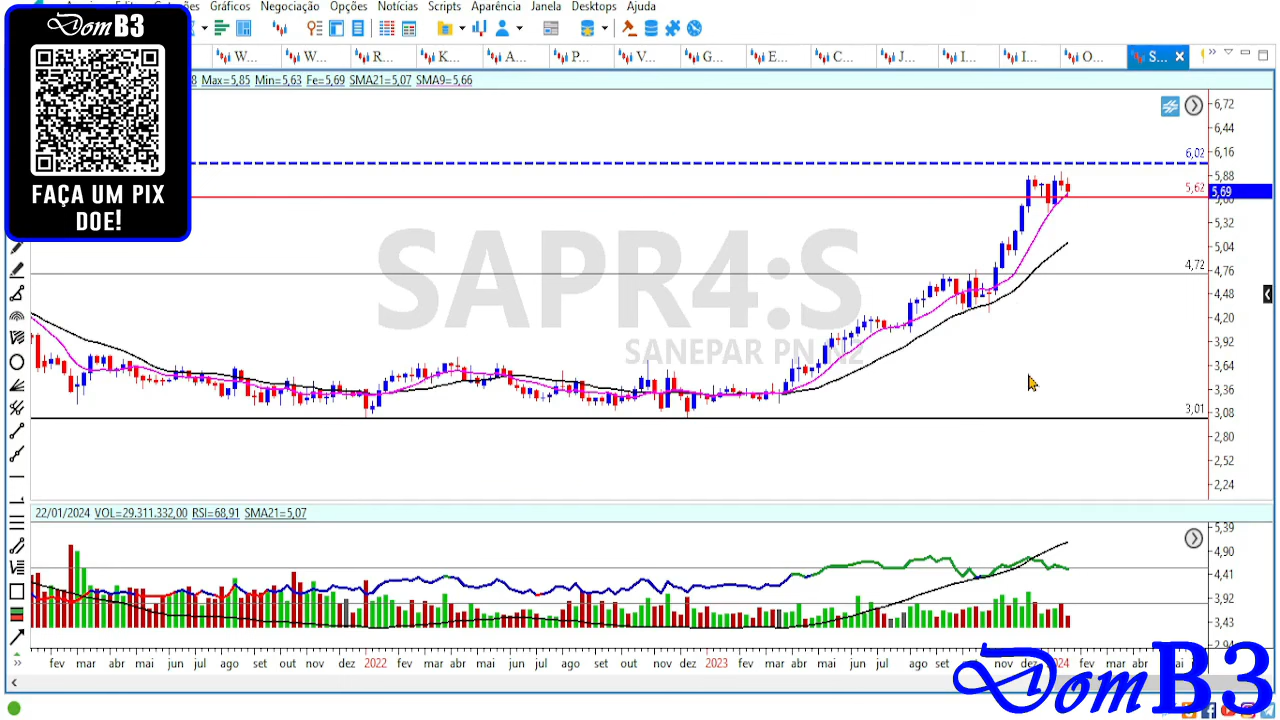 Gráficos Negociação Opções Notícias Scripts Aparência Janela Desktops Ajuda
DomB3
W... W... R... K... A... P... V... G... E... C... J... I... I... O... S...
Max=5,85 Min=5,63 Fe=5,69 SMA21=5,07 SMA9=5,66
FAÇA UM PIX
DOE!
6,72
6,44
6,02
6,16
5,88
5,62
5,69
5,32
5,04
4,72
4,76
4,48
4,20
3,92
3,64
3,36
3,01
3,08
2,80
2,52
2,24
SAPR4:S
SANEPAR PN N2
22/01/2024 VOL=29.311.332,00 RSI=68,91 SMA21=5,07
5,39
4,90
4,41
3,92
3,43
2,94
fev mar abr mai jun jul ago set out nov dez 2022 fev mar abr mai jun jul ago set out nov dez 2023 fev mar abr mai jun jul ago set out nov dez 2024 fev mar abr mai
DomB3